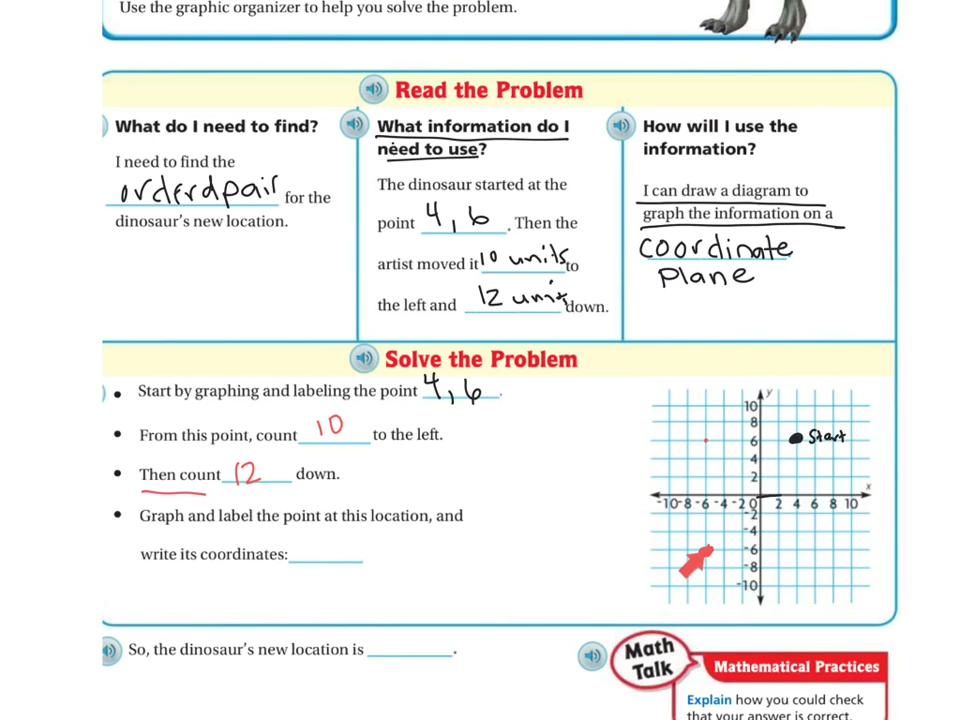 Use the graphic organizer to help you solve the problem.
Read the Problem
What do I need to find?
I need to find the
orderdpair for the
dinosaur's new location.
What information do I
need to use?
The dinosaur started at the
point 4, 6. Then the
artist moved it 10 units to
the left and 12 unit down.
How will I use the
information?
I can draw a diagram to
graph the information on a
coordinate
Plane
Solve the Problem
• Start by graphing and labeling the point 4, 6.
• From this point, count 10 to the left.
• Then count 12 down.
• Graph and label the point at this location, and
write its coordinates:
y
10
8
6 Start
4
2
x
-10 -8 -6 -4 -2 0 2 4 6 8 10
-2
-4
-6
-8
-10
So, the dinosaur's new location is ________.
Math
Talk
Mathematical Practices
Explain how you could check
that your answer is correct.